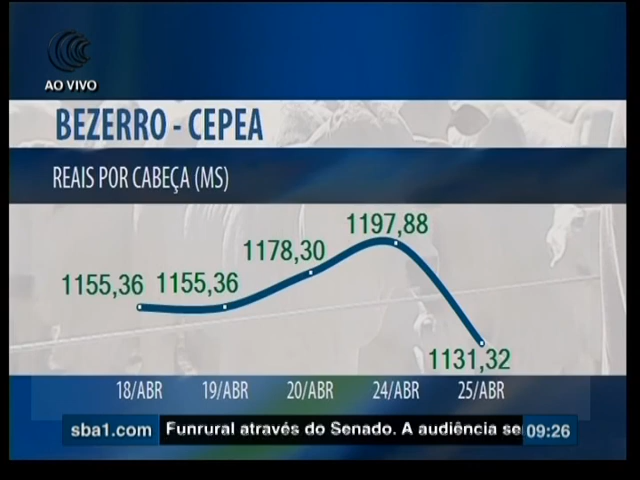 AO VIVO
BEZERRO - CEPEA
REAIS POR CABEÇA (MS)
1155,36 1155,36 1178,30 1197,88 1131,32
18/ABR 19/ABR 20/ABR 24/ABR 25/ABR
sba1.com Funrural através do Senado. A audiência se 09:26